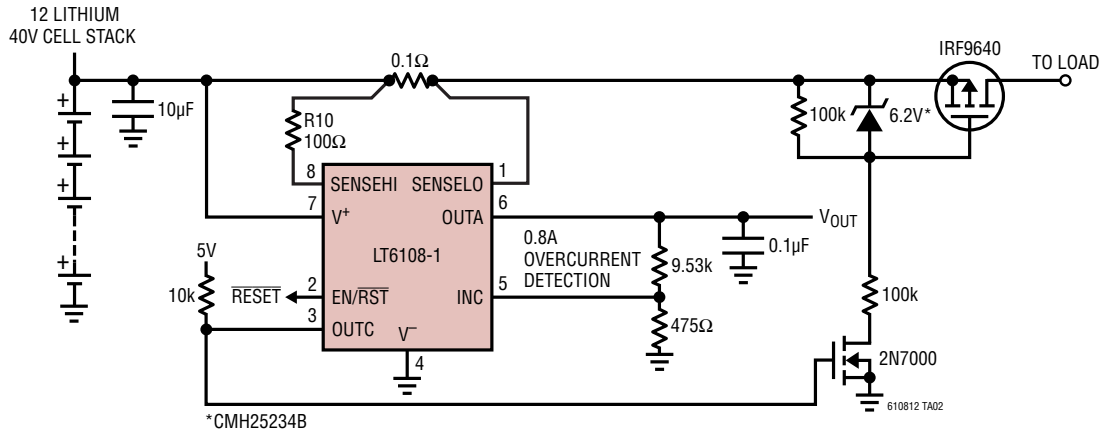 12 LITHIUM
40V CELL STACK
0.1Ω
IRF9640
TO LOAD
+
10µF
R10
100Ω
100k
6.2V*
+
8
SENSEHI
SENSELO
1
+
7
V+
OUTA
6
VOUT
LT6108-1
0.8A
OVERCURRENT
DETECTION
9.53k
0.1µF
5V
10k
+
RESET
2
EN/RST
INC
5
100k
3
OUTC
V–
475Ω
4
2N7000
*CMH25234B
610812 TA02